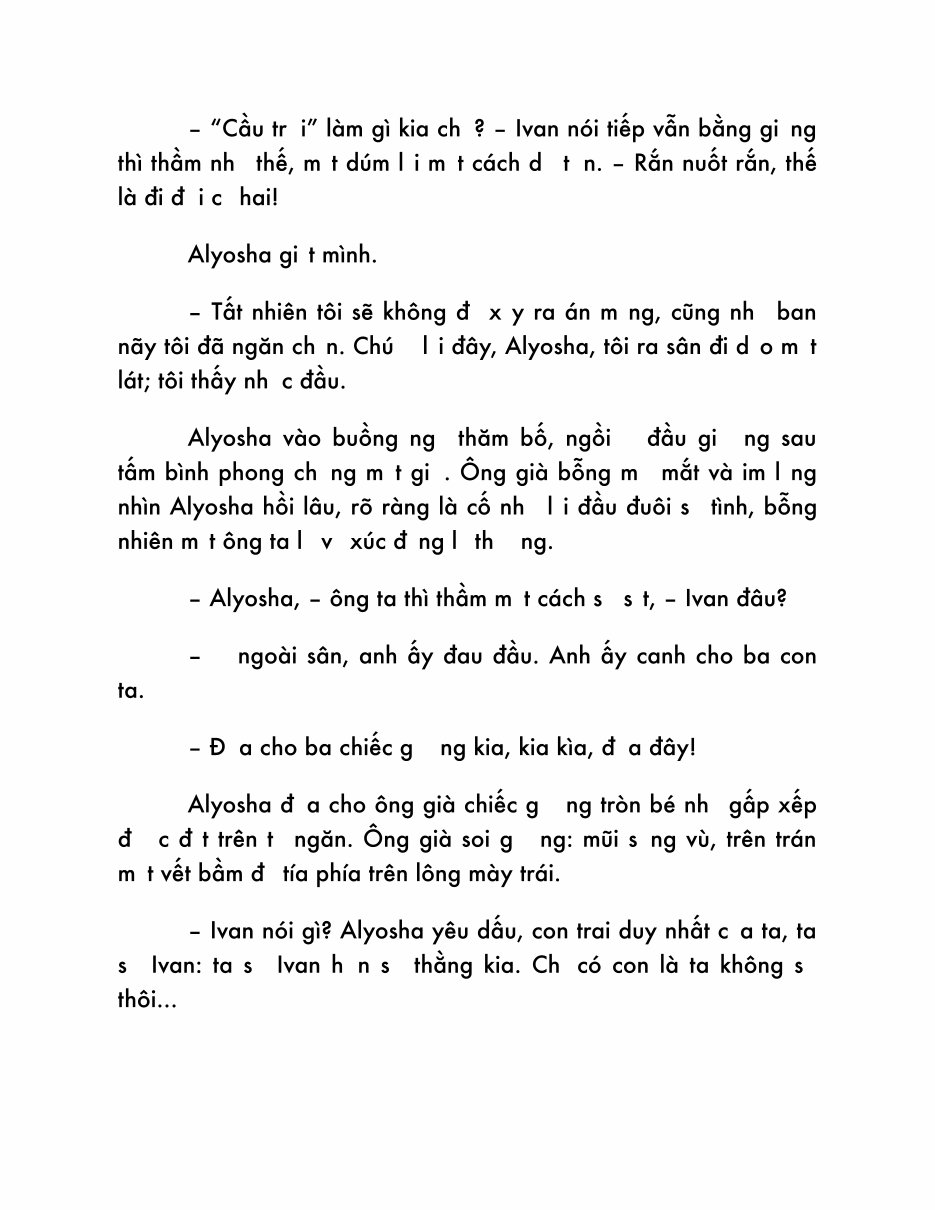 – “Cầu tr i” làm gì kia ch ? – Ivan nói tiếp vẫn bằng gi ng
thì thầm nh thế, m t dúm l i m t cách d t n. – Rắn nuốt rắn, thế
là đi đ i c hai!
Alyosha gi t mình.
– Tất nhiên tôi sẽ không đ x y ra án m ng, cũng nh ban
nãy tôi đã ngăn ch n. Chú l i đây, Alyosha, tôi ra sân đi d o m t
lát; tôi thấy nh c đầu.
Alyosha vào buồng ng thăm bố, ngồi đầu gi ng sau
tấm bình phong ch ng m t gi . Ông già bỗng m mắt và im l ng
nhìn Alyosha hồi lâu, rõ ràng là cố nh l i đầu đuôi s tình, bỗng
nhiên m t ông ta l v xúc đ ng l th ng.
– Alyosha, – ông ta thì thầm m t cách s s t, – Ivan đâu?
– ngoài sân, anh ấy đau đầu. Anh ấy canh cho ba con
ta.
– Đ a cho ba chiếc g ng kia, kia kìa, đ a đây!
Alyosha đ a cho ông già chiếc g ng tròn bé nh gấp xếp
đ c đ t trên t ngăn. Ông già soi g ng: mũi s ng vù, trên trán
m t vết bầm đ tía phía trên lông mày trái.
– Ivan nói gì? Alyosha yêu dấu, con trai duy nhất c a ta, ta
s Ivan: ta s Ivan h n s thằng kia. Ch có con là ta không s
thôi...